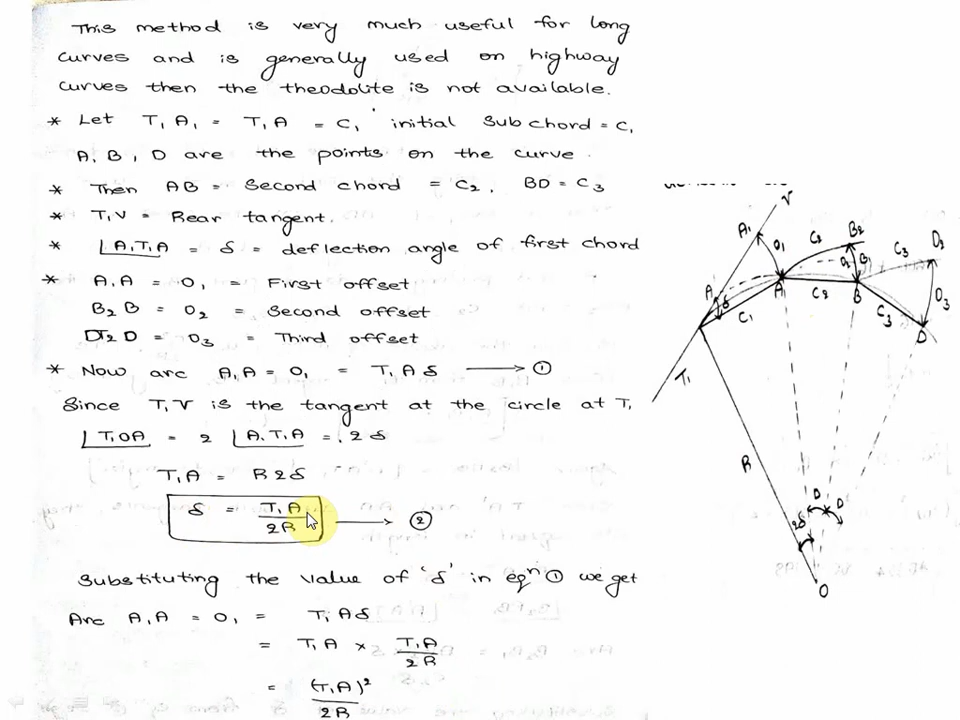 This method is very much useful for long
curves and is generally used on highway
curves then the theodolite is not available.
* Let T₁A₁ = T₁A = C₁ initial subchord = C₁
A, B, D are the points on the curve.
* Then AB = Second chord = C₂, BD = C₃
* T₁V = Rear tangent.
* ∠A₁T₁A = δ = deflection angle of first chord
* A₁A = O₁ = First offset
B₂B = O₂ = Second offset
D₂D = O₃ = Third offset
* Now arc A₁A = O₁ = T₁Aδ → ①
Since T₁V is the tangent at the circle at T₁
∠T₁OA = 2 ∠A₁T₁A = 2δ
T₁A = R2δ
δ = T₁A / 2R → ②
Substituting the value of 'δ' in eqⁿ ① we get
Arc A₁A = O₁ = T₁Aδ
= T₁A × T₁A / 2R
= (T₁A)² / 2R
V
A₁
O₁
C₂
B₂
O₂
B₁
C₃
D₂
A
δ
C₁
A
C₂
B
C₃
O₃
D
T₁
R
2δ
D
D
O